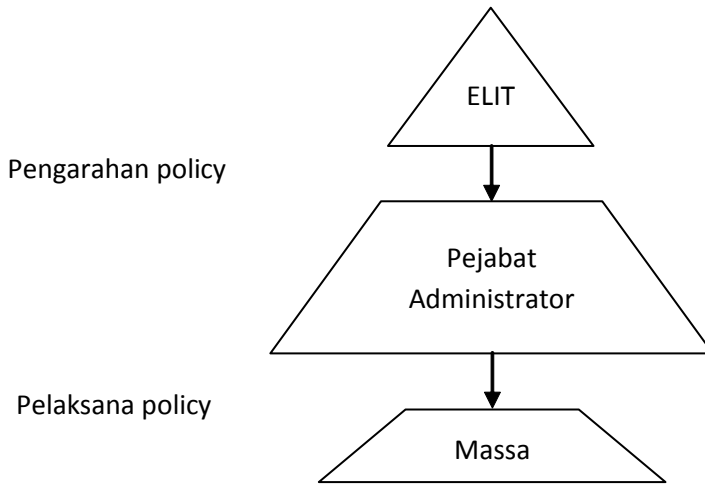 ELIT
Pengarahan policy
Pejabat
Administrator
Pelaksana policy
Massa